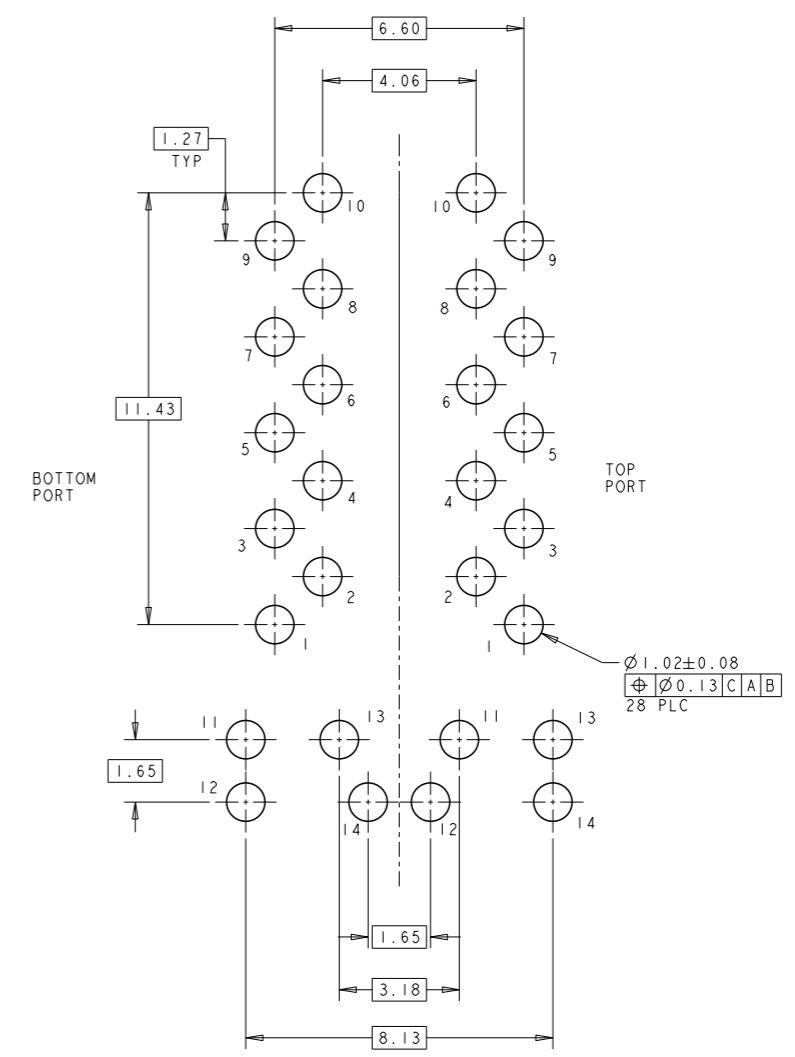 6.60
4.06
1.27
TYP
10 10
9 9
8 8
7 7
6 6
11.43
5 5
BOTTOM
PORT
TOP
PORT
4 4
3 3
2 2
1 1
Ø1.02±0.08
⌖ Ø0.13 C A B
28 PLC
11 13 11 13
1.65
12 14 12 14
1.65
3.18
8.13